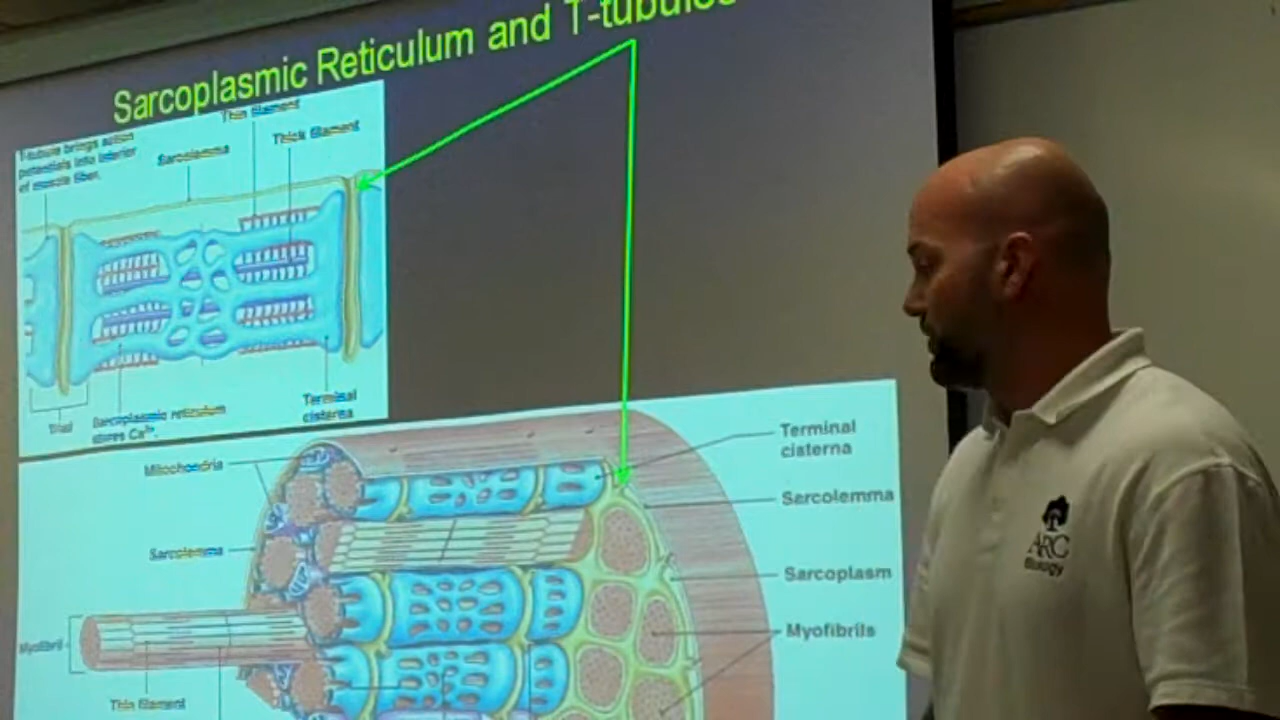 Sarcoplasmic Reticulum and T-tubules
Thin filament
Thick filament
T-tubule brings action
potentials into interior
of muscle fiber.
Sarcolemma
Terminal
cisterna
Sarcoplasmic reticulum
stores Ca²⁺.
Triad
Mitochondria
Terminal
cisterna
Sarcolemma
Sarcolemma
Sarcoplasm
Myofibrils
Myofibril
Thin filament
ARC
Biology